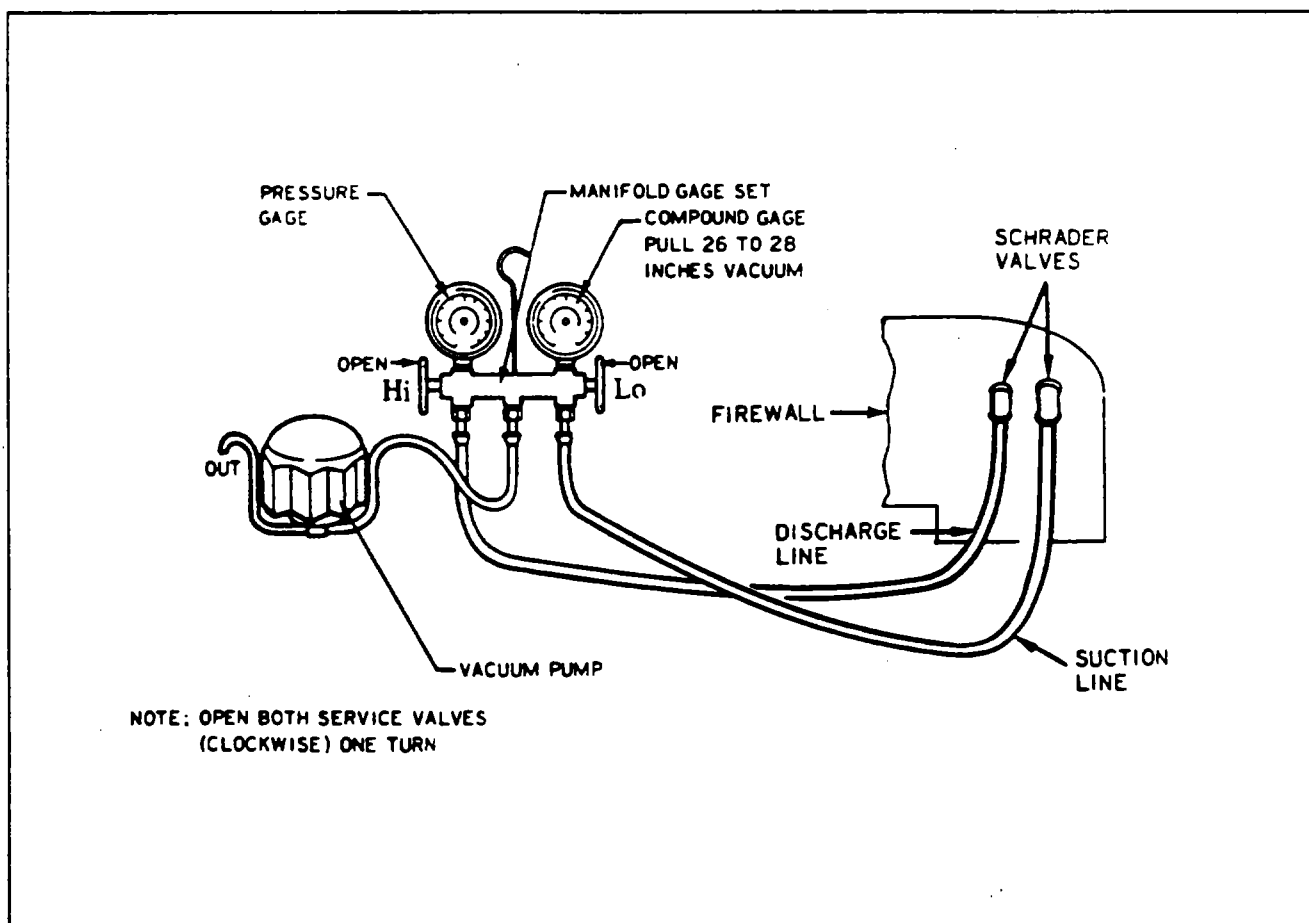 PRESSURE
GAGE
MANIFOLD GAGE SET
COMPOUND GAGE
PULL 26 TO 28
INCHES VACUUM
SCHRADER
VALVES
OPEN
OPEN
Hi
Lo
FIREWALL
OUT
DISCHARGE
LINE
VACUUM PUMP
SUCTION
LINE
NOTE: OPEN BOTH SERVICE VALVES
(CLOCKWISE) ONE TURN